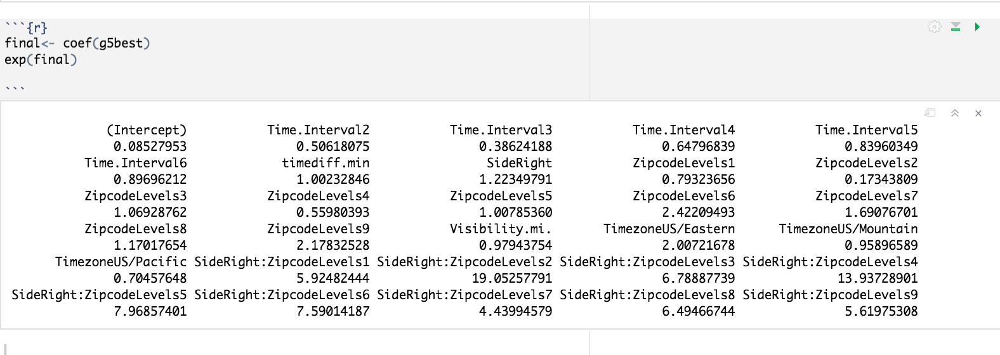 ```{r}
final<- coef(g5best)
exp(final)
```
(Intercept) Time.Interval2 Time.Interval3 Time.Interval4 Time.Interval5
0.08527953 0.50618075 0.38624188 0.64796839 0.83960349
Time.Interval6 timediff.min SideRight ZipcodeLevels1 ZipcodeLevels2
0.89696212 1.00232846 1.22349791 0.79323656 0.17343809
ZipcodeLevels3 ZipcodeLevels4 ZipcodeLevels5 ZipcodeLevels6 ZipcodeLevels7
1.06928762 0.55980393 1.00785360 2.42209493 1.69076701
ZipcodeLevels8 ZipcodeLevels9 Visibility.mi. TimezoneUS/Eastern TimezoneUS/Mountain
1.17017654 2.17832528 0.97943754 2.00721678 0.95896589
TimezoneUS/Pacific SideRight:ZipcodeLevels1 SideRight:ZipcodeLevels2 SideRight:ZipcodeLevels3 SideRight:ZipcodeLevels4
0.70457648 5.92482444 19.05257791 6.78887739 13.93728901
SideRight:ZipcodeLevels5 SideRight:ZipcodeLevels6 SideRight:ZipcodeLevels7 SideRight:ZipcodeLevels8 SideRight:ZipcodeLevels9
7.96857401 7.59014187 4.43994579 6.49466744 5.61975308